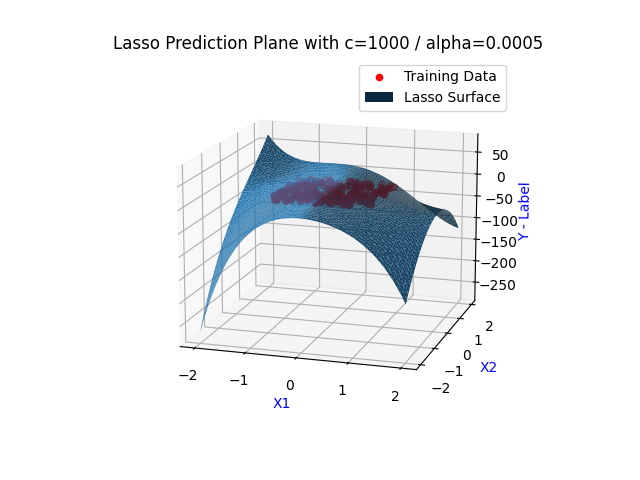 Lasso Prediction Plane with c=1000 / alpha=0.0005
Training Data
Lasso Surface
50
0
−50
−100
−150
−200
−250
Y - Label
−2
−1
0
1
2
X1
−2
−1
0
1
2
X2